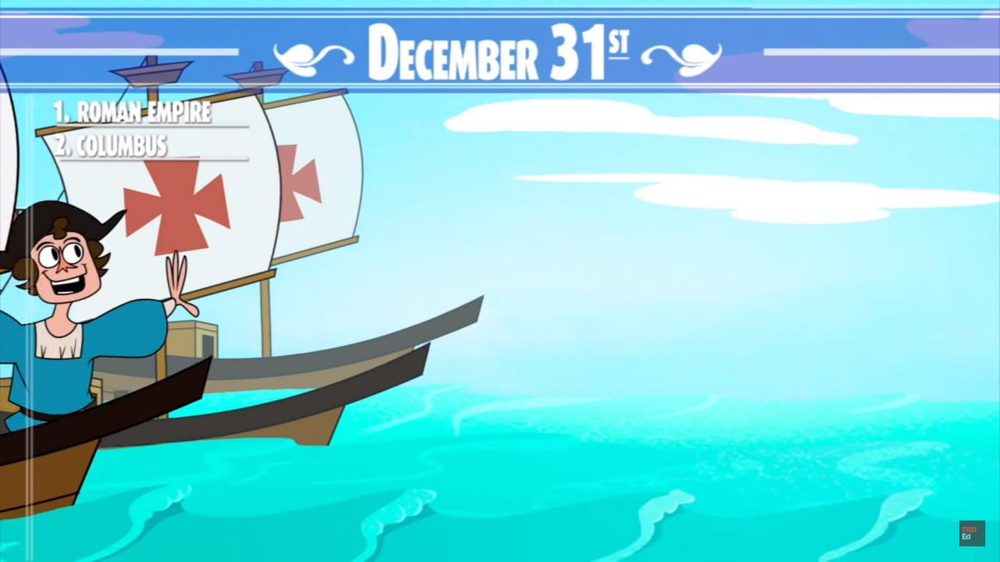 DECEMBER 31ST
1. ROMAN EMPIRE
2. COLUMBUS
TED
Ed